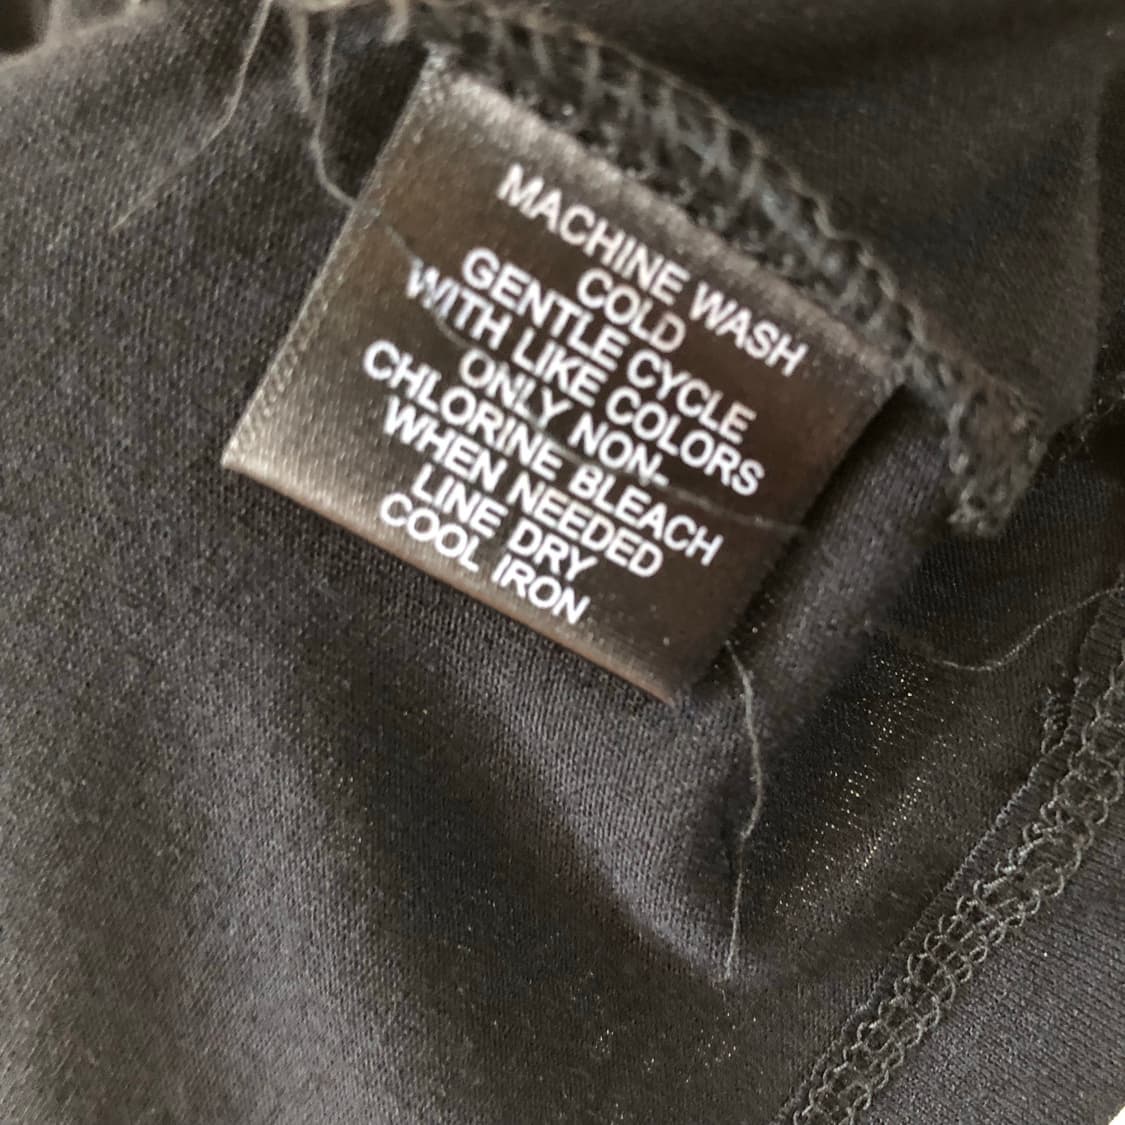 MACHINE WASH
COLD
GENTLE CYCLE
WITH LIKE COLORS
ONLY NON-
CHLORINE BLEACH
WHEN NEEDED
LINE DRY
COOL IRON